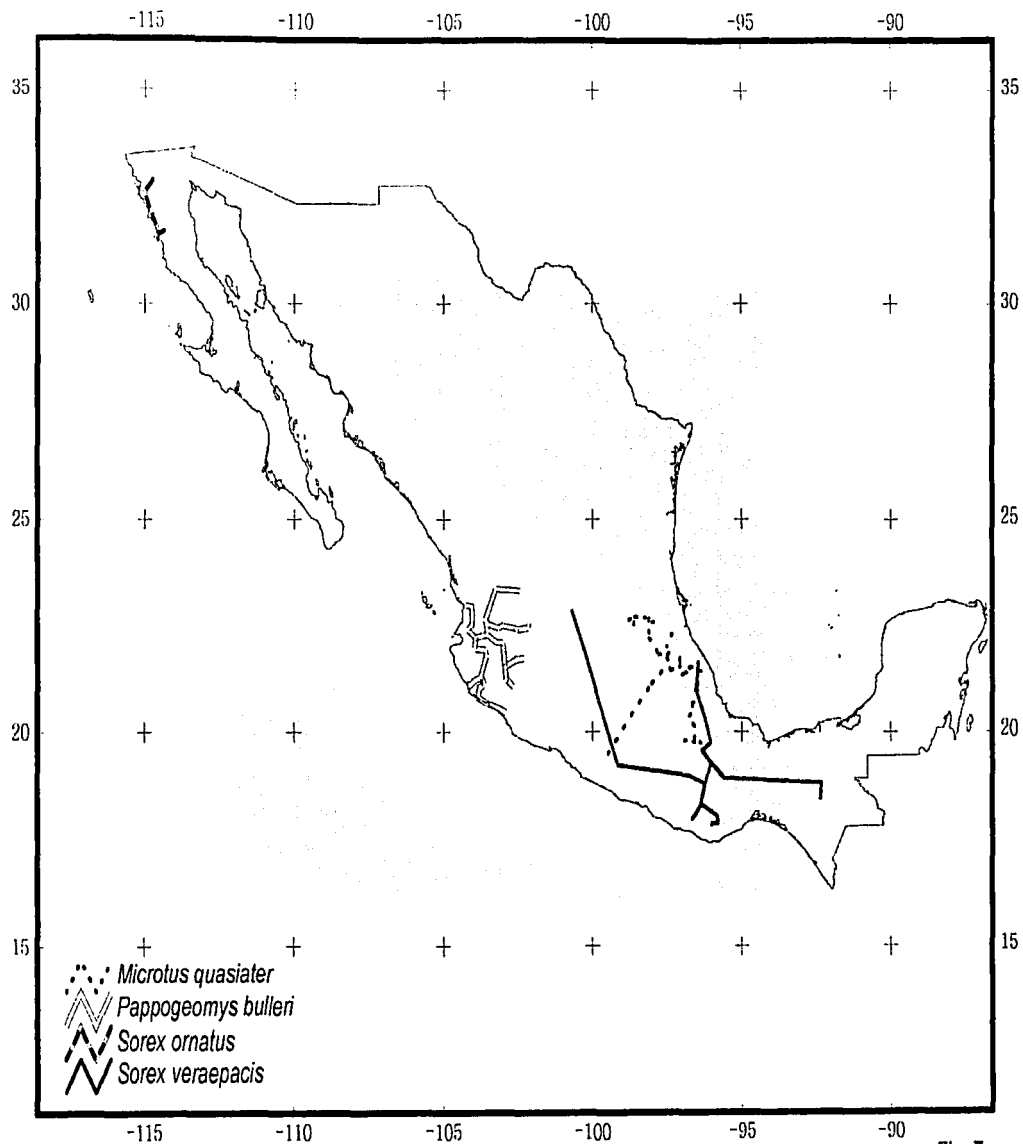 -115 -110 -105 -100 -95 -90
35 35
30 30
25 25
20 20
15 15
Microtus quasiater
Pappogeomys bulleri
Sorex ornatus
Sorex veraepacis
-115 -110 -105 -100 -95 -90